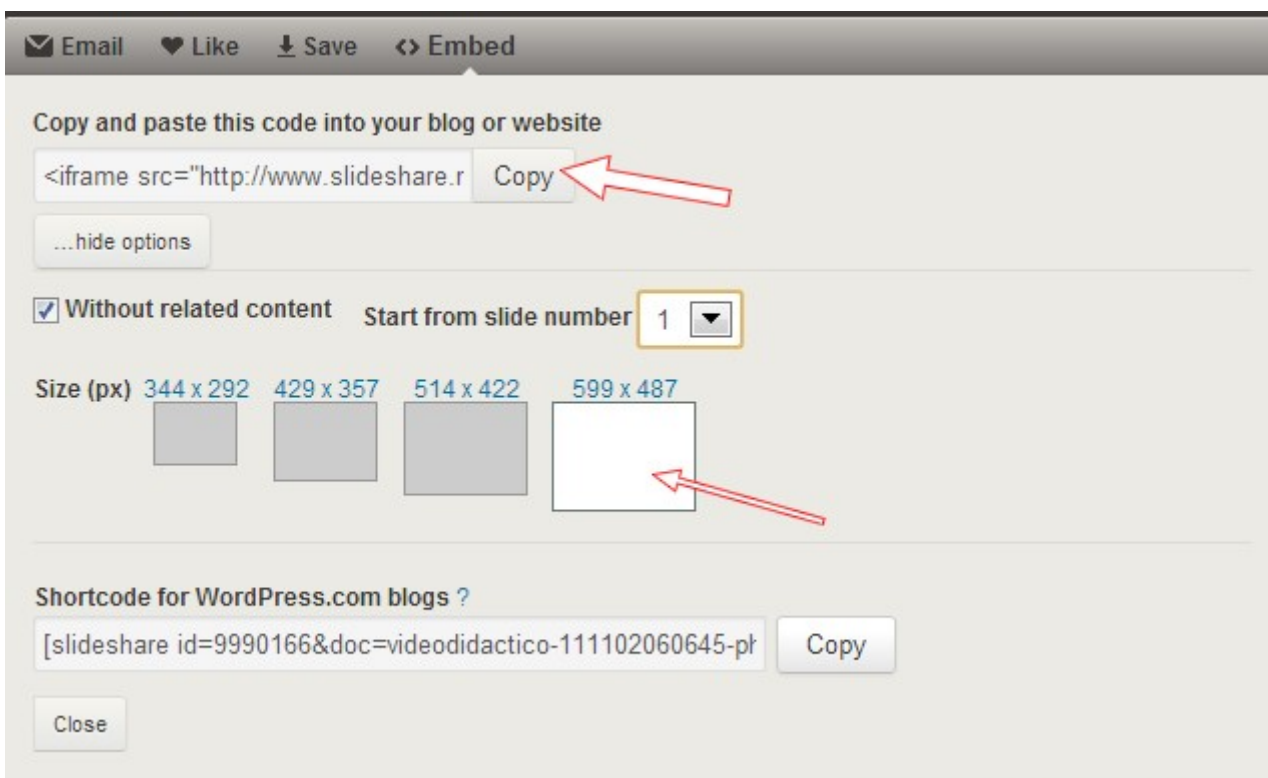 Email Like Save <> Embed
Copy and paste this code into your blog or website
<iframe src="http://www.slideshare.r Copy
...hide options
Without related content Start from slide number 1
Size (px) 344 x 292 429 x 357 514 x 422 599 x 487
Shortcode for WordPress.com blogs ?
[slideshare id=9990166&doc=videodidactico-111102060645-ph Copy
Close